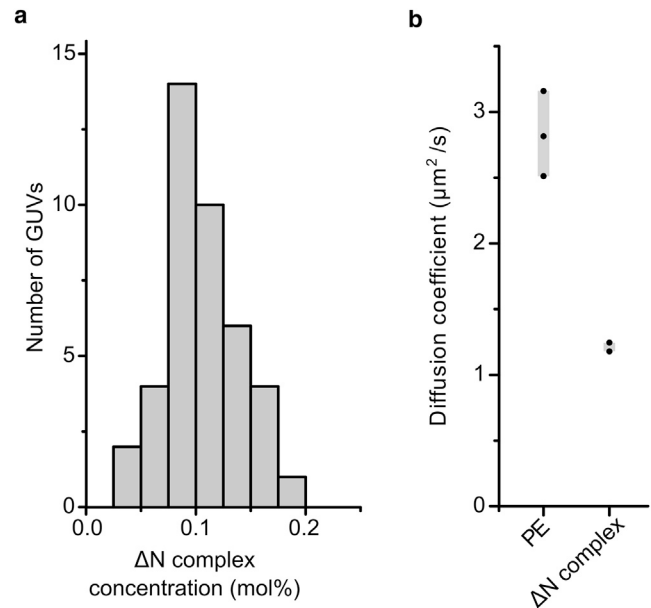 a
Number of GUVs
15
10
5
0
0.0 0.1 0.2
ΔN complex
concentration (mol%)
b
Diffusion coefficient (μm² /s)
3
2
1
0
PE
ΔN complex